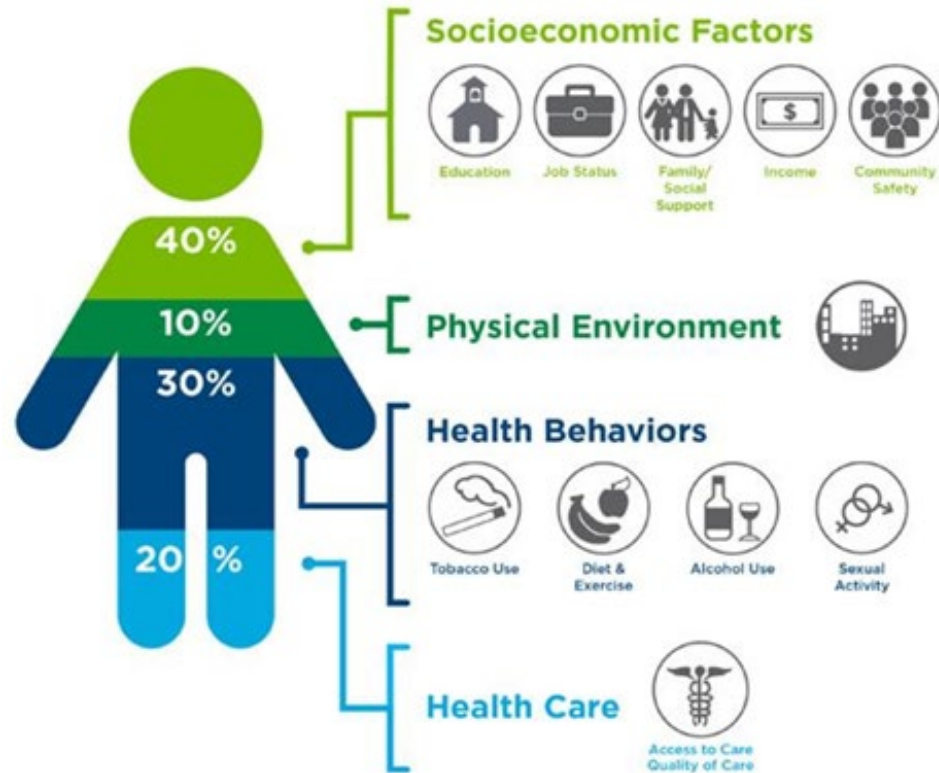 Socioeconomic Factors
$
Education
Job Status
Family/
Social
Support
Income
Community
Safety
40%
10%
Physical Environment
30%
Health Behaviors
Tobacco Use
Diet &
Exercise
Alcohol Use
Sexual
Activity
20 %
Health Care
Access to Care
Quality of Care